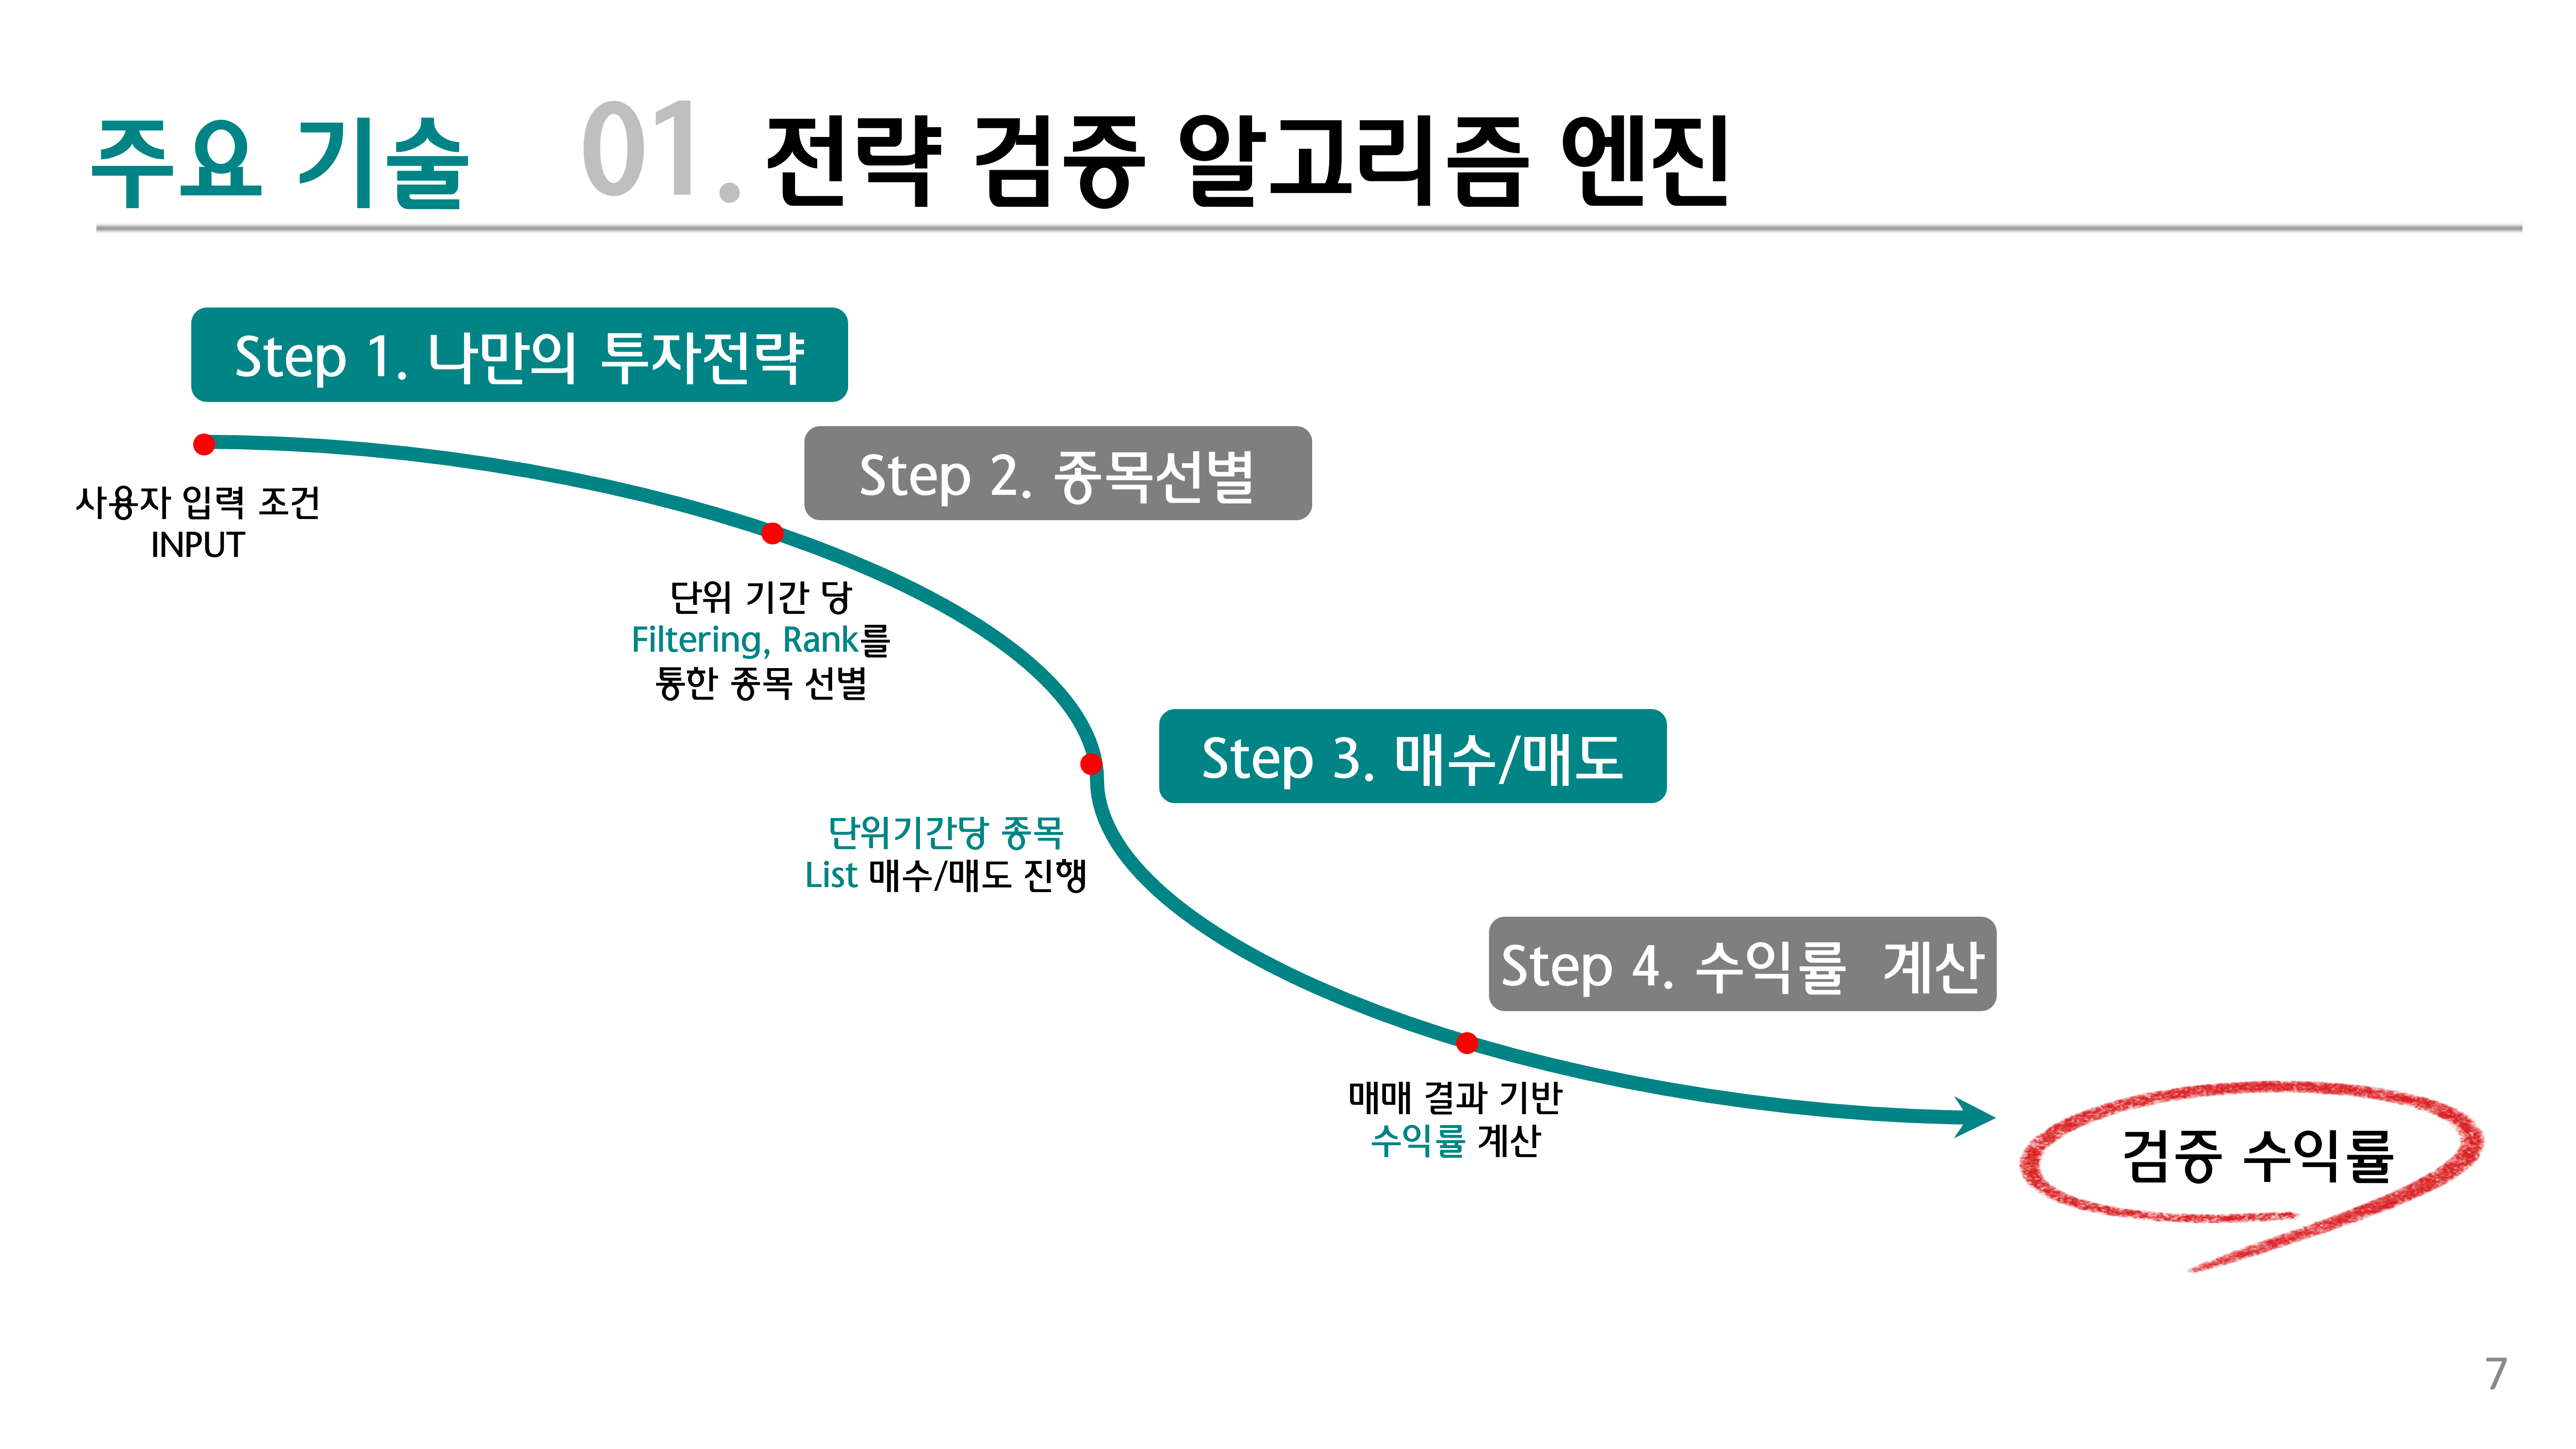 주요 기술 01. 전략 검증 알고리즘 엔진
Step 1. 나만의 투자전략
사용자 입력 조건
INPUT
Step 2. 종목선별
단위 기간 당
Filtering, Rank를
통한 종목 선별
Step 3. 매수/매도
단위기간당 종목
List 매수/매도 진행
Step 4. 수익률 계산
매매 결과 기반
수익률 계산
검증 수익률
7